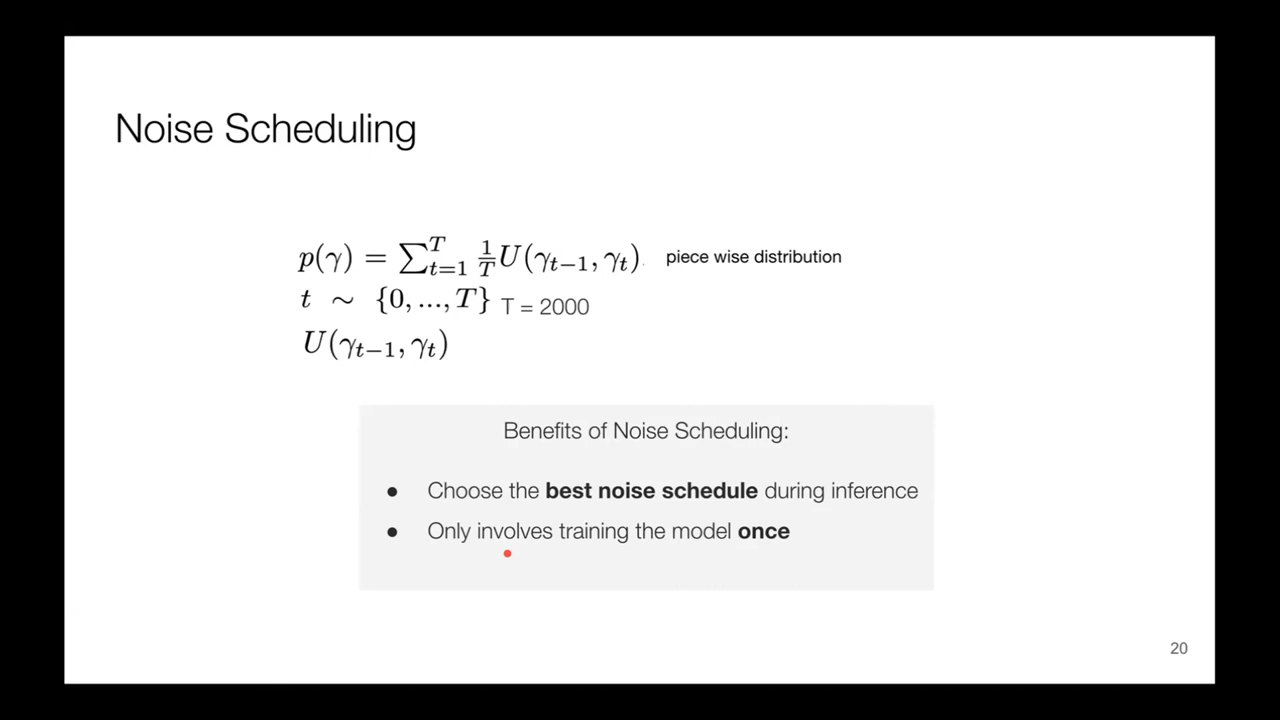 Noise Scheduling
p(γ) = ∑_{t=1}^{T} \frac{1}{T} U(γ_{t−1}, γ_t) piece wise distribution
t ∼ {0, ..., T} T = 2000
U(γ_{t−1}, γ_t)
Benefits of Noise Scheduling:
● Choose the best noise schedule during inference
● Only involves training the model once
20